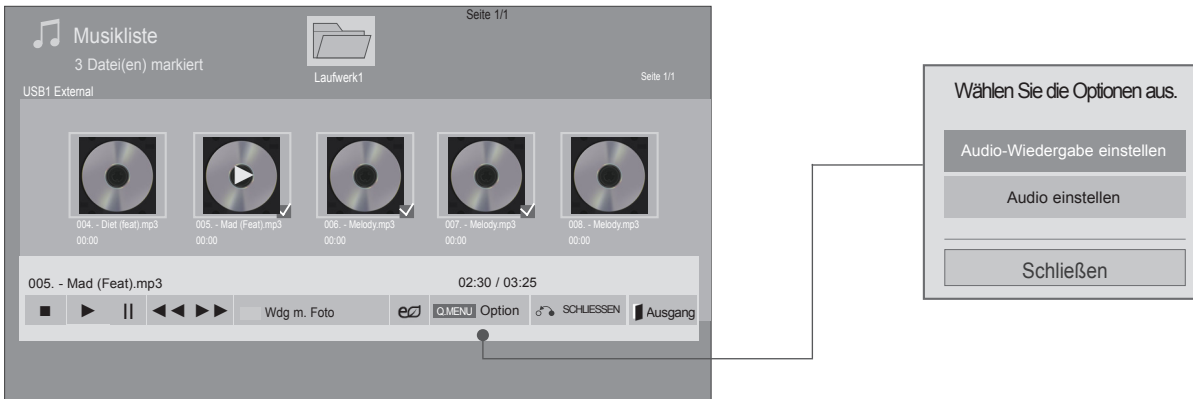 Seite 1/1
Musikliste
3 Datei(en) markiert
Laufwerk1
Seite 1/1
USB1 External
004. - Diet (feat).mp3
00:00
005. - Mad (Feat).mp3
00:00
006. - Melody.mp3
00:00
007. - Melody.mp3
00:00
008. - Melody.mp3
00:00
005. - Mad (Feat).mp3 02:30 / 03:25
Wdg m. Foto Q.MENU Option SCHLIESSEN Ausgang
Wählen Sie die Optionen aus.
Audio-Wiedergabe einstellen
Audio einstellen
Schließen